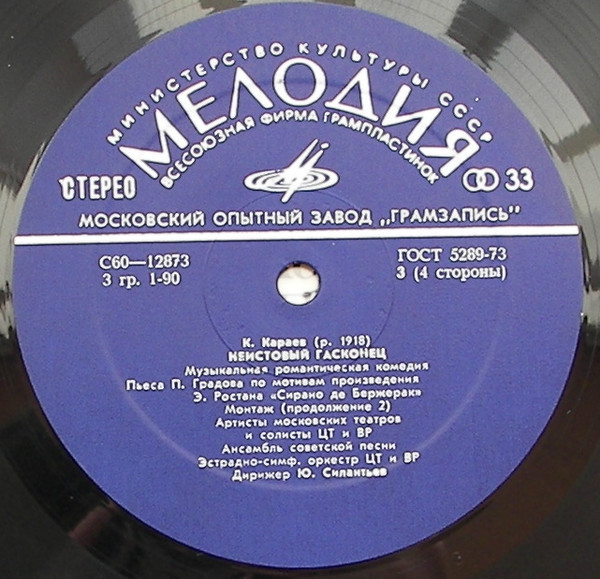 МИНИСТЕРСТВО КУЛЬТУРЫ СССР
МЕЛОДИЯ
ВСЕСОЮЗНАЯ ФИРМА ГРАМПЛАСТИНОК
СТЕРЕО
33
МОСКОВСКИЙ ОПЫТНЫЙ ЗАВОД „ГРАМЗАПИСЬ"
С60—12873
ГОСТ 5289-73
3 гр. 1-90
3 (4 стороны)
К. Караев (р. 1918)
НЕИСТОВЫЙ ГАСКОНЕЦ
Музыкальная романтическая комедия
Пьеса П. Градова по мотивам произведения
Э. Ростана «Сирано де Бержерак»
Монтаж (продолжение 2)
Артисты московских театров
и солисты ЦТ и ВР
Ансамбль советской песни
Эстрадно-симф. оркестр ЦТ и ВР
Дирижер Ю. Силантьев